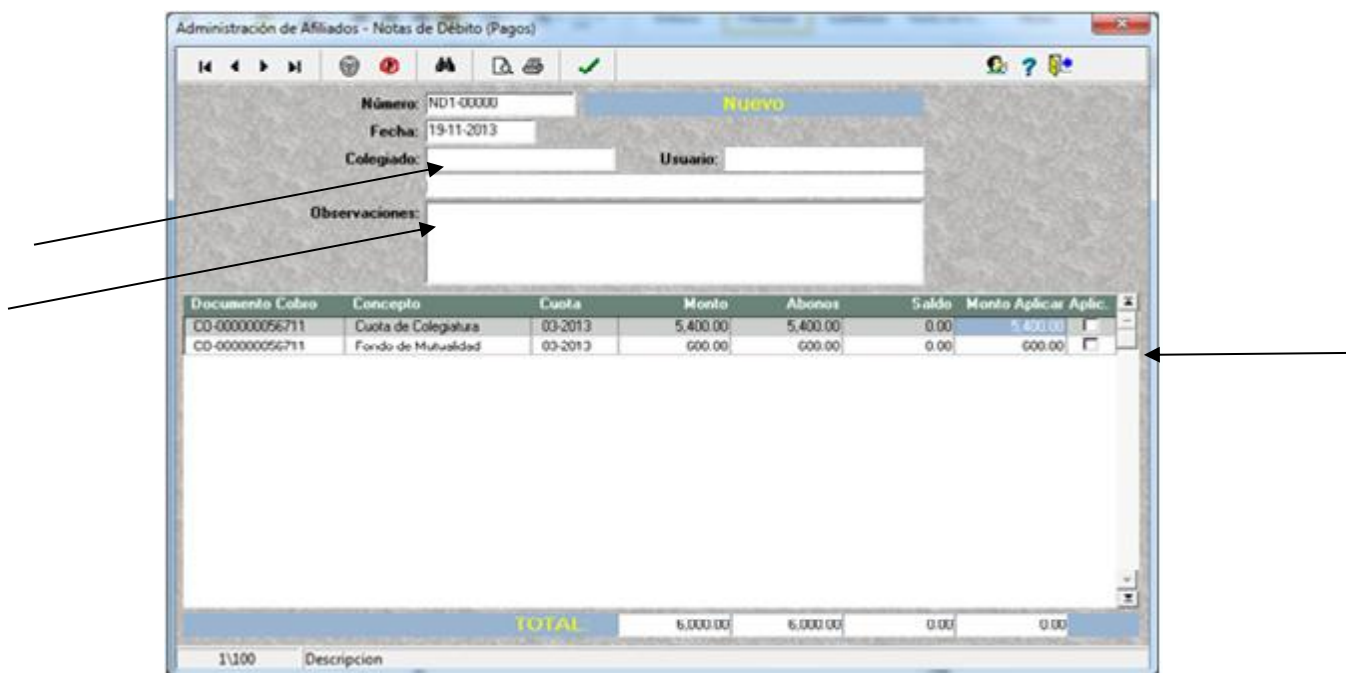 Administración de Afiliados - Notas de Débito (Pagos)
Número: ND1-00000 Nuevo
Fecha: 19-11-2013
Colegiado: Usuario:
Observaciones:
Documento Cobro Concepto Cuota Monto Abonos Saldo Monto Aplicar Aplic.
CO-000000056711 Cuota de Colegiatura 03-2013 5,400.00 5,400.00 0.00 5,400.00
CO-000000056711 Fondo de Mutualidad 03-2013 600.00 600.00 0.00 600.00
TOTAL: 6,000.00 6,000.00 0.00 0.00
1\100 Descripcion